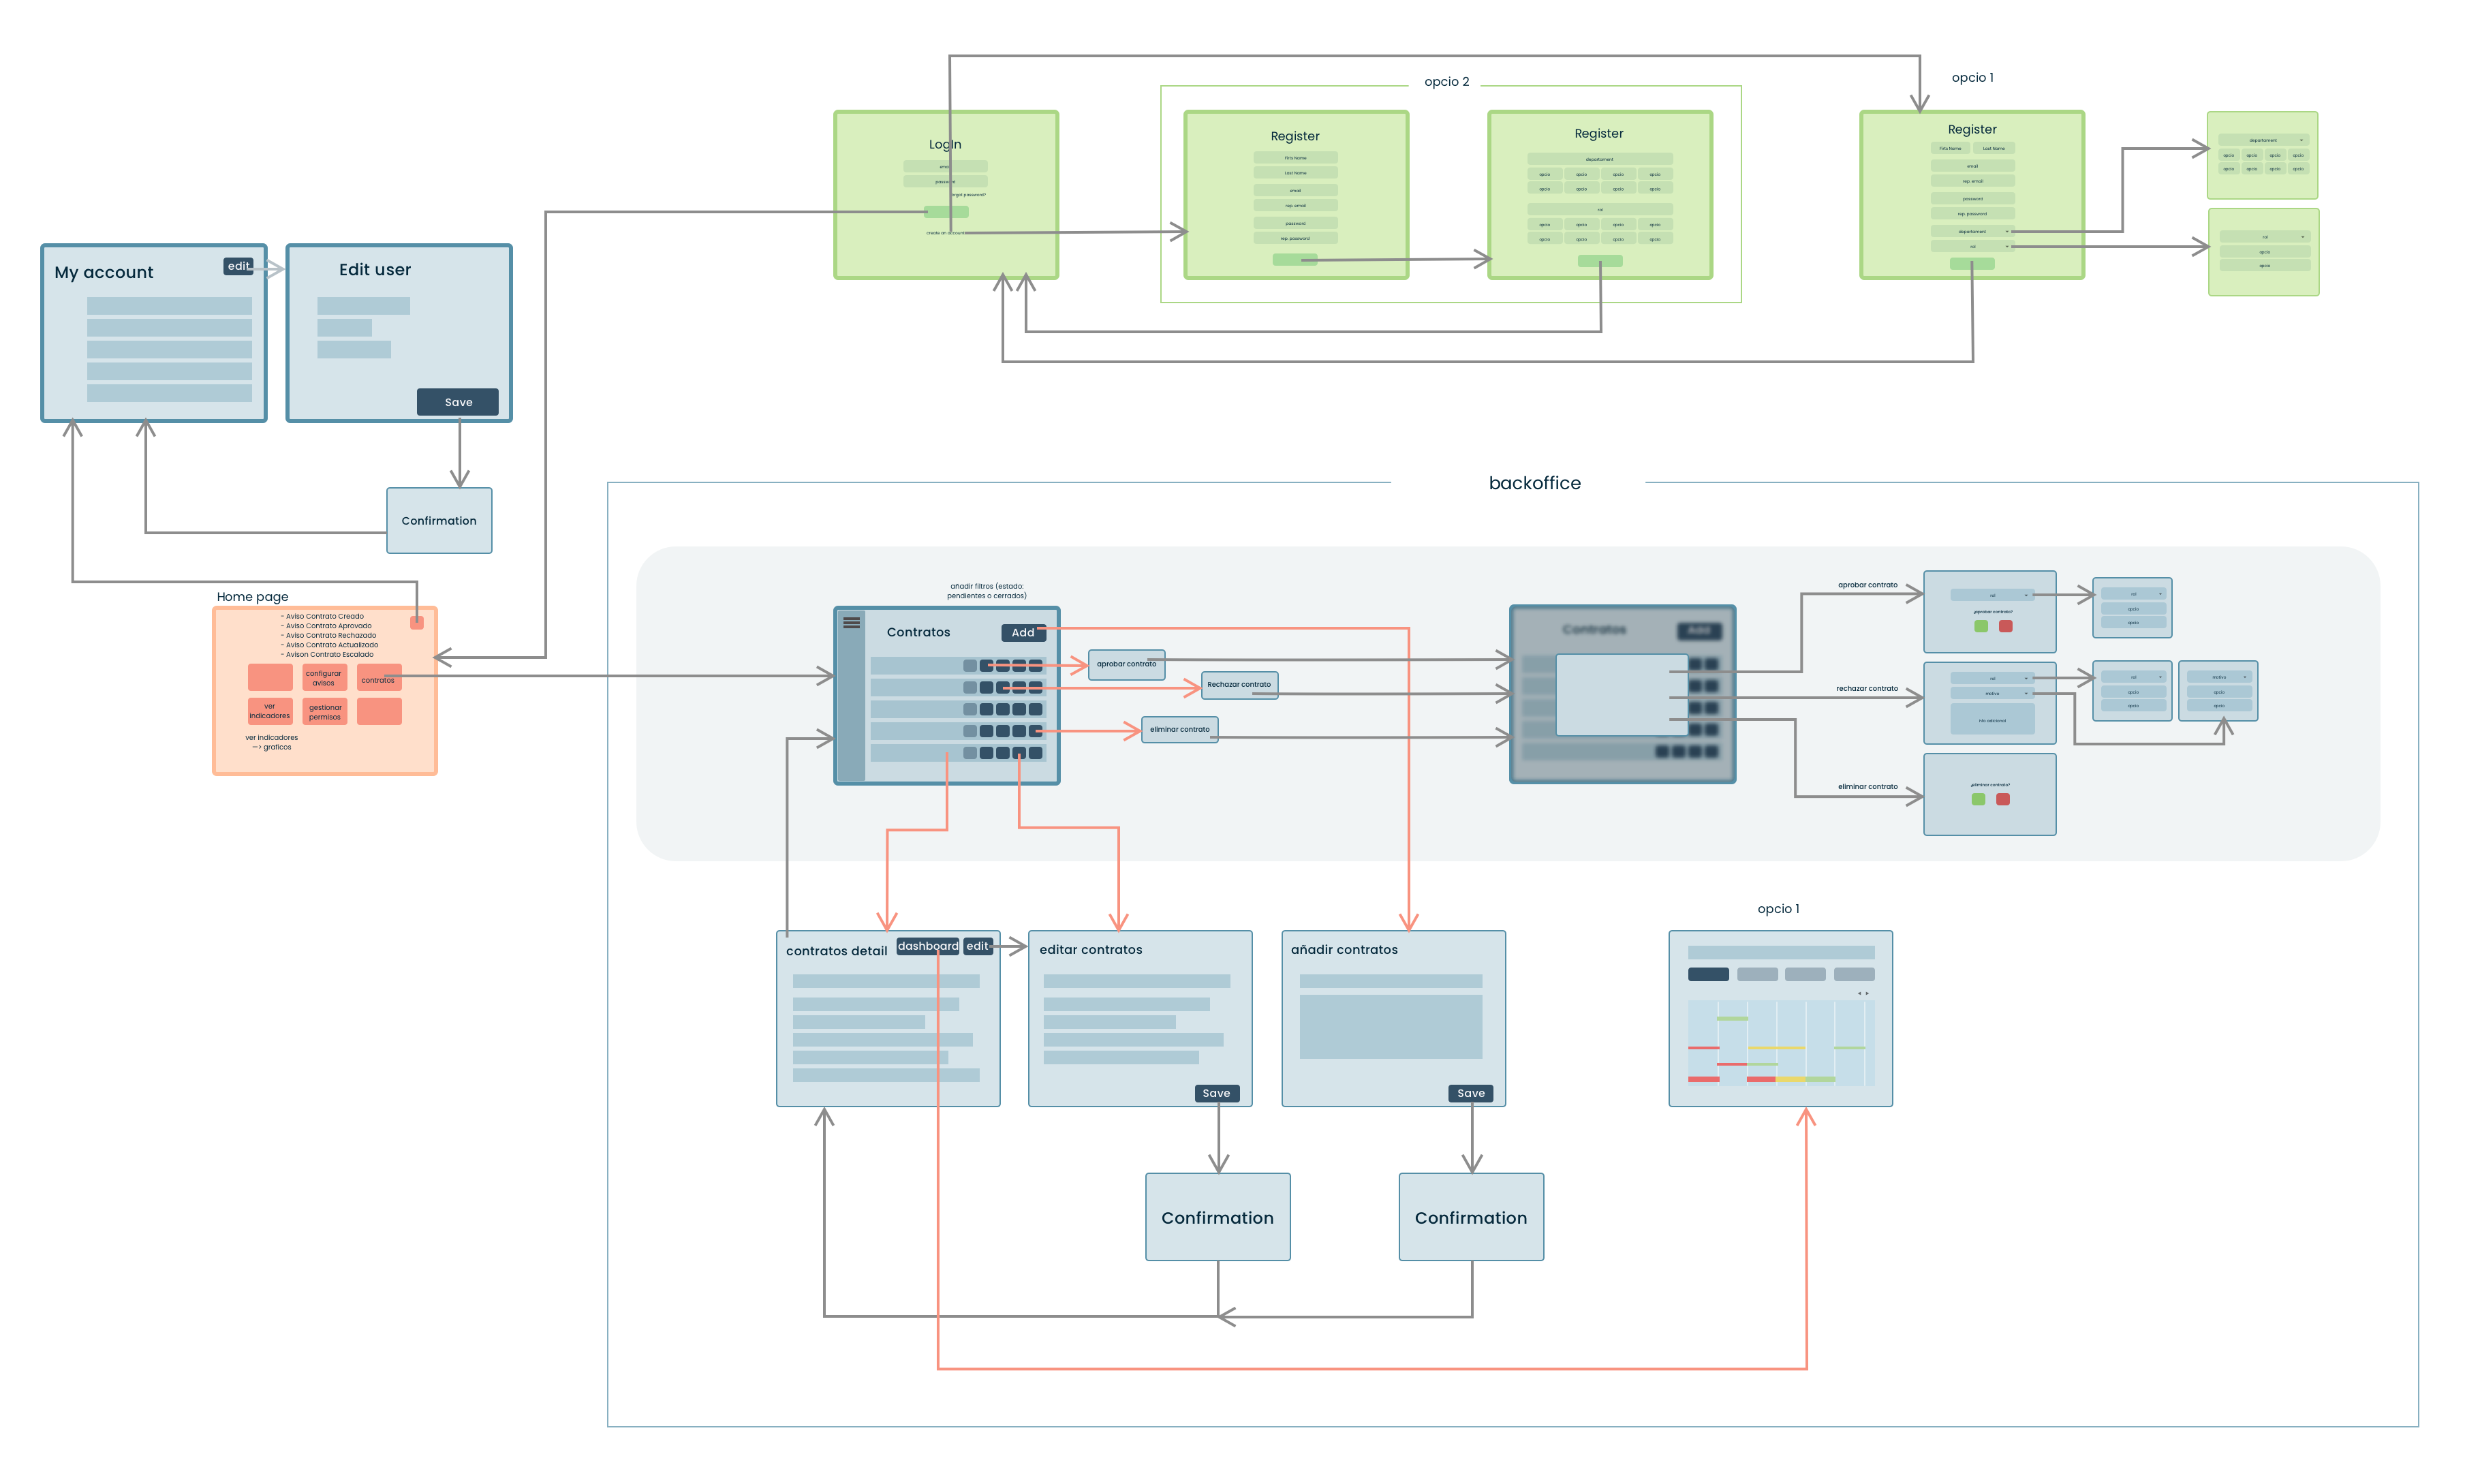 opcio 2
opcio 1
LogIn
email
password
forgot password?
create an account
Register
Firts Name
Last Name
email
rep. email
password
rep. password
Register
departament
opcio opcio opcio opcio
opcio opcio opcio opcio
rol
opcio opcio opcio opcio
opcio opcio opcio opcio
Register
Firts Name Last Name
email
rep. email
password
rep. password
departament
rol
departament
opcio opcio opcio opcio
opcio opcio opcio opcio
rol
opcio
opcio
My account
edit
Edit user
Save
Confirmation
Home page
- Aviso Contrato Creado
- Aviso Contrato Aprovado
- Aviso Contrato Rechazado
- Aviso Contrato Actualizado
- Avison Contrato Escalado
configurar
avisos
contratos
ver
indicadores
gestionar
permisos
ver indicadores
—> graficos
backoffice
añadir filtros (estado:
pendientes o cerrados)
Contratos
Add
aprobar contrato
Rechazar contrato
eliminar contrato
Contratos
Add
aprobar contrato
rol
¿aprobar contrato?
rol
opcio
opcio
rechazar contrato
rol
motivo
info adicional
rol
opcio
opcio
motivo
opcio
opcio
eliminar contrato
¿eliminar contrato?
contratos detail
dashboard
edit
editar contratos
Save
añadir contratos
Save
opcio 1
Confirmation
Confirmation